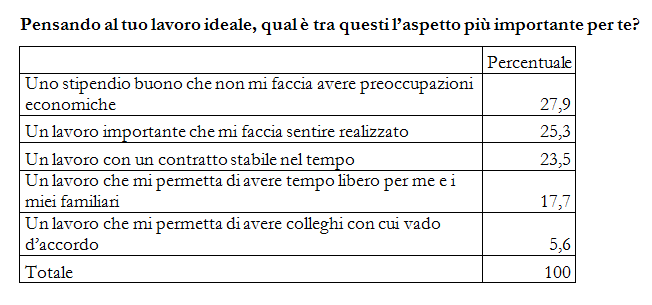 Pensando al tuo lavoro ideale, qual è tra questi l’aspetto più importante per te?
Percentuale
Uno stipendio buono che non mi faccia avere preoccupazioni
economiche 27,9
Un lavoro importante che mi faccia sentire realizzato 25,3
Un lavoro con un contratto stabile nel tempo 23,5
Un lavoro che mi permetta di avere tempo libero per me e i
miei familiari 17,7
Un lavoro che mi permetta di avere colleghi con cui vado
d’accordo 5,6
Totale 100